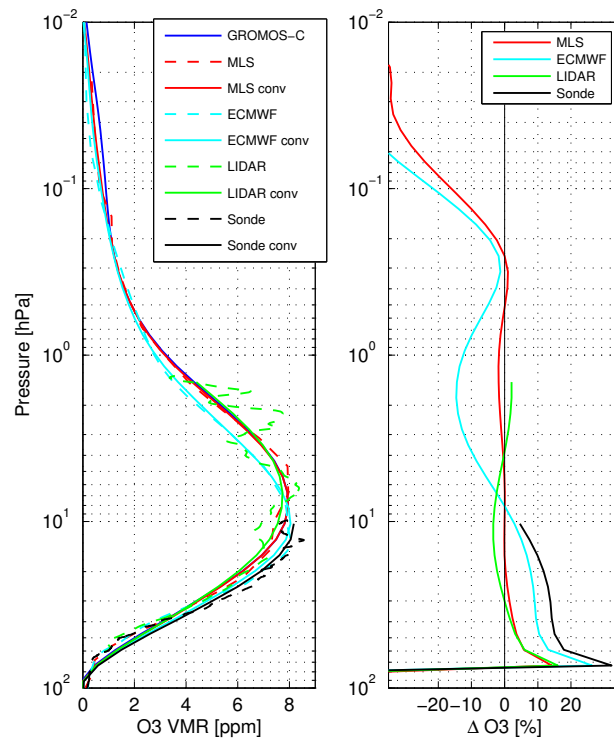 GROMOS-C
MLS
MLS conv
ECMWF
ECMWF conv
LIDAR
LIDAR conv
Sonde
Sonde conv
10⁻²
10⁻¹
10⁰
10¹
10²
Pressure [hPa]
0 2 4 6 8
O3 VMR [ppm]
MLS
ECMWF
LIDAR
Sonde
10⁻²
10⁻¹
10⁰
10¹
10²
−20 −10 0 10 20
Δ O3 [%]